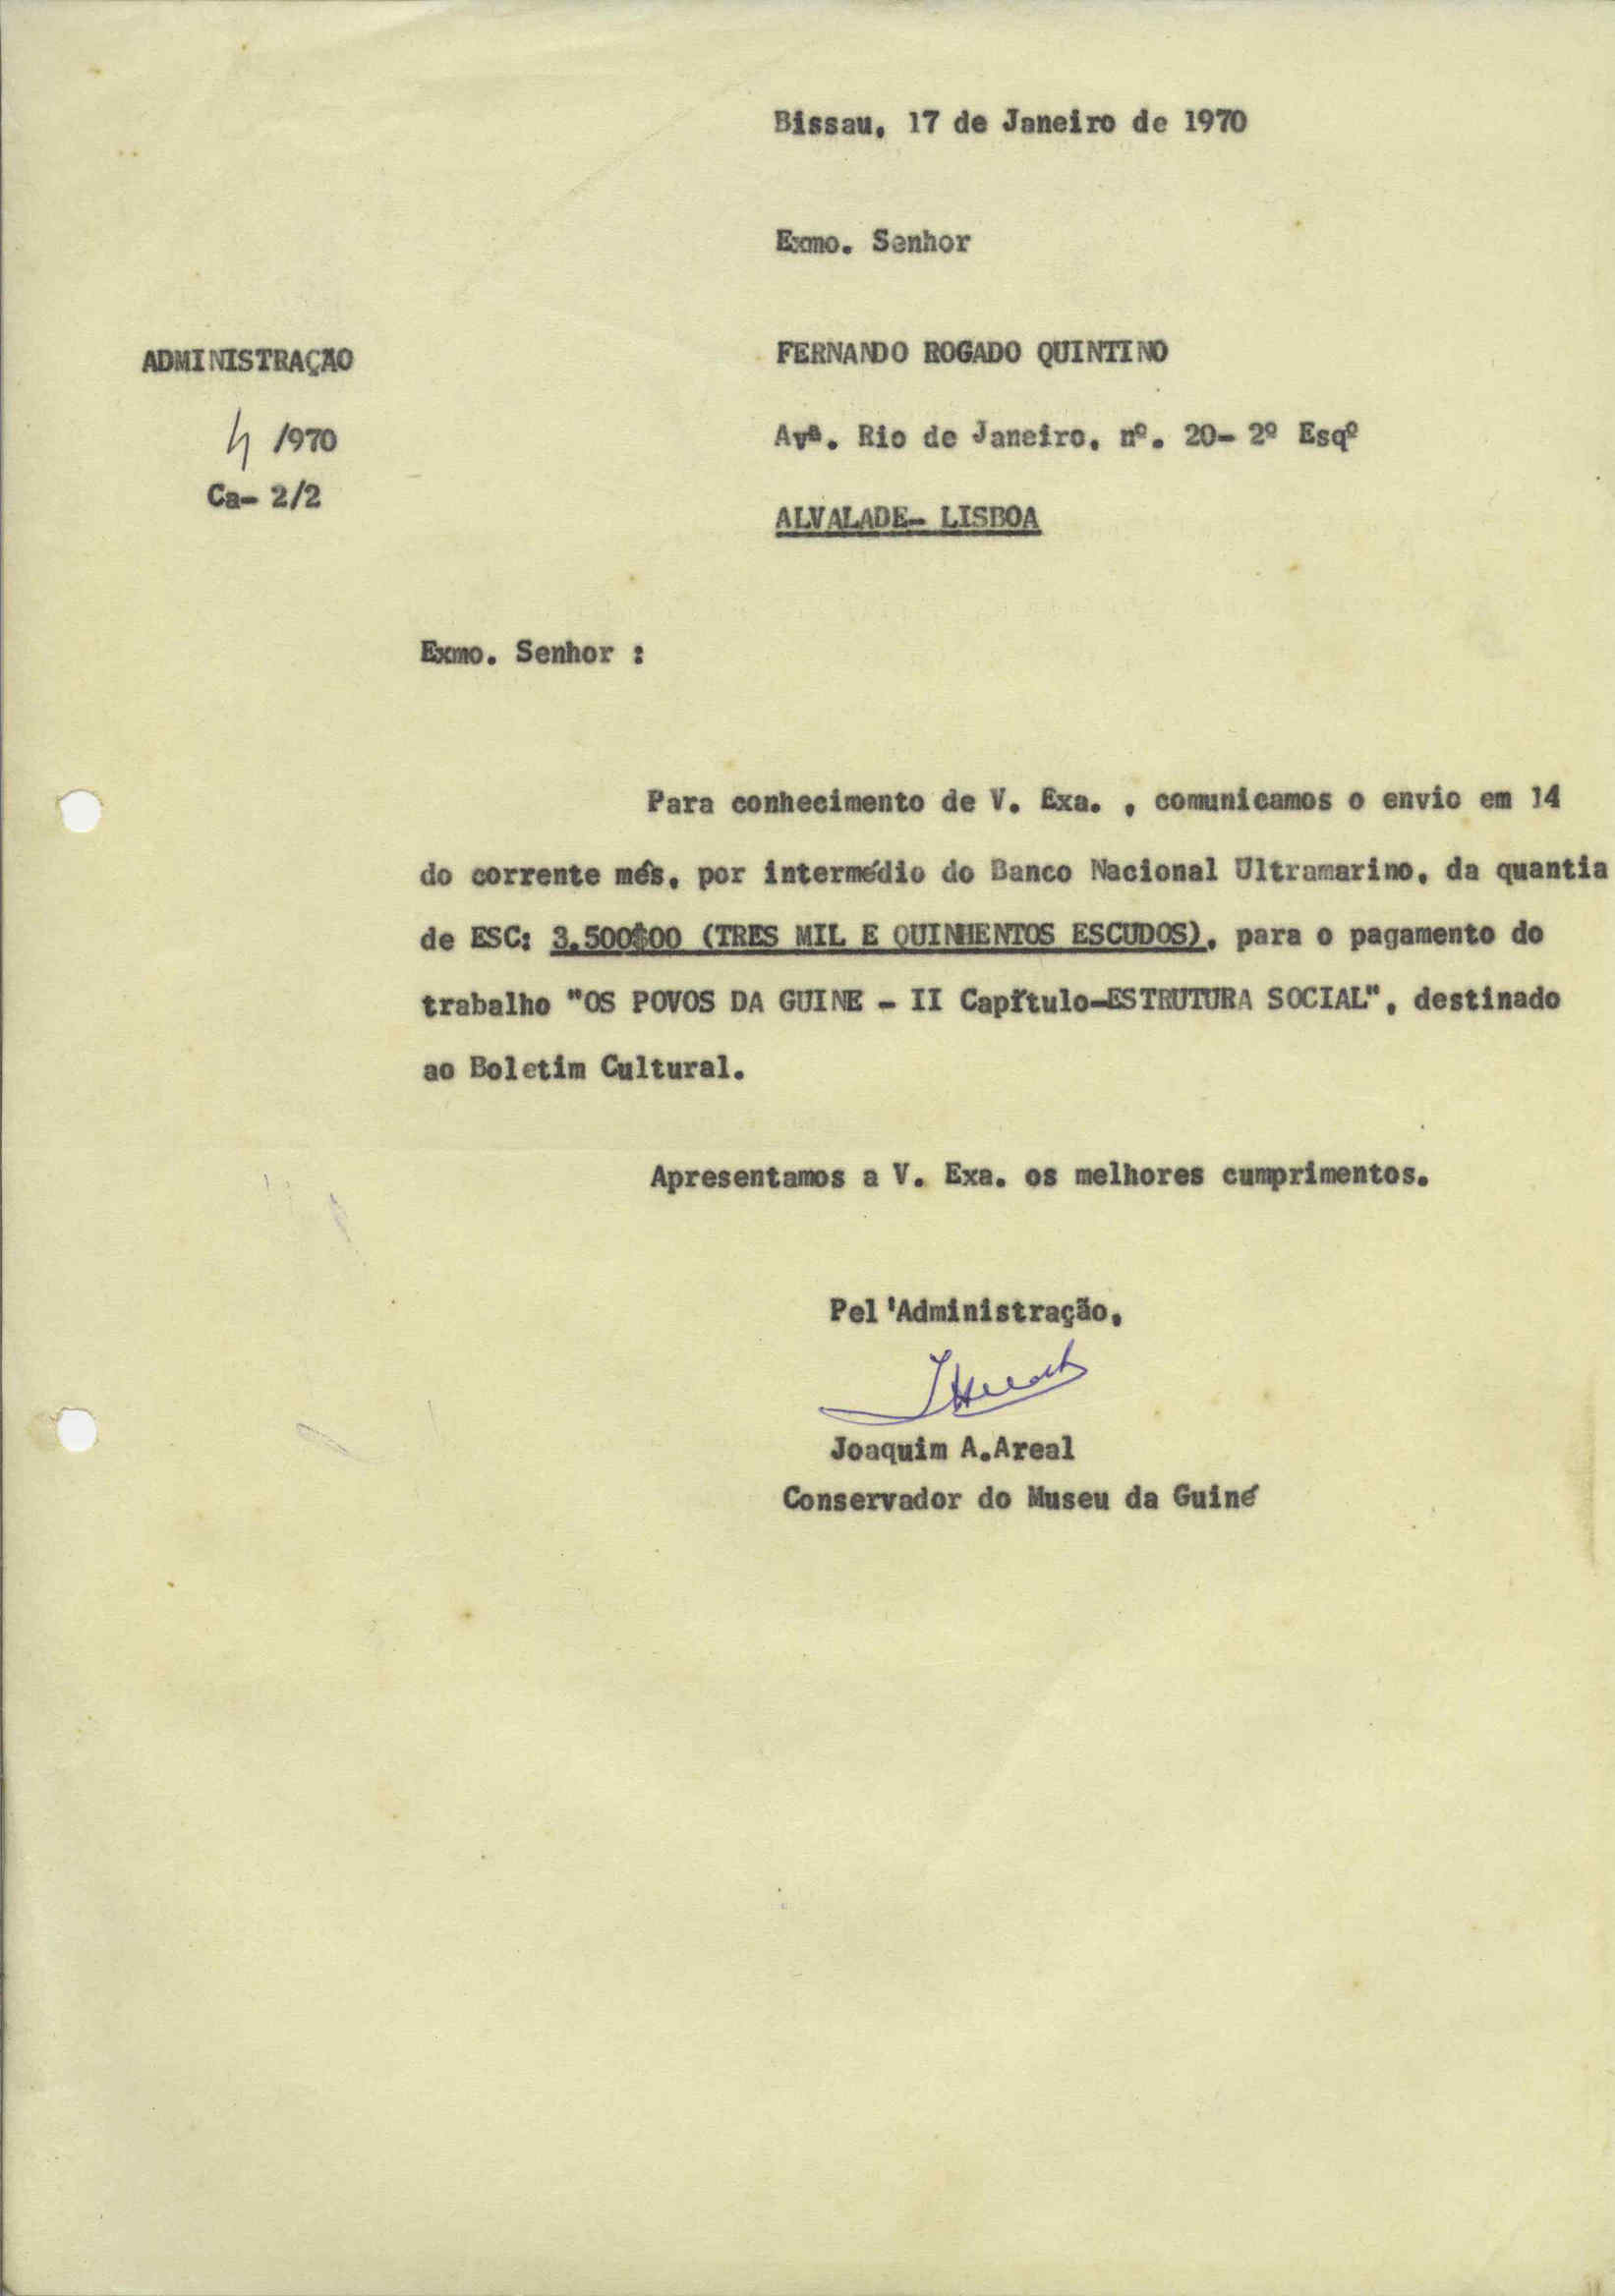 Bissau, 17 de Janeiro de 1970
Exmo. Senhor
ADMINISTRAÇÃO
FERNANDO ROGADO QUINTINO
4 /970
Avª. Rio de Janeiro, nº. 20- 2º Esqº
Ca- 2/2
ALVALADE- LISBOA
Exmo. Senhor :
Para conhecimento de V. Exa. , comunicamos o envio em 14
do corrente mês, por intermédio do Banco Nacional Ultramarino, da quantia
de ESC: 3.500$00 (TRES MIL E QUINHENTOS ESCUDOS), para o pagamento do
trabalho "OS POVOS DA GUINE - II Capítulo-ESTRUTURA SOCIAL", destinado
ao Boletim Cultural.
Apresentamos a V. Exa. os melhores cumprimentos.
Pel'Administração,
Joaquim A.Areal
Conservador do Museu da Guiné